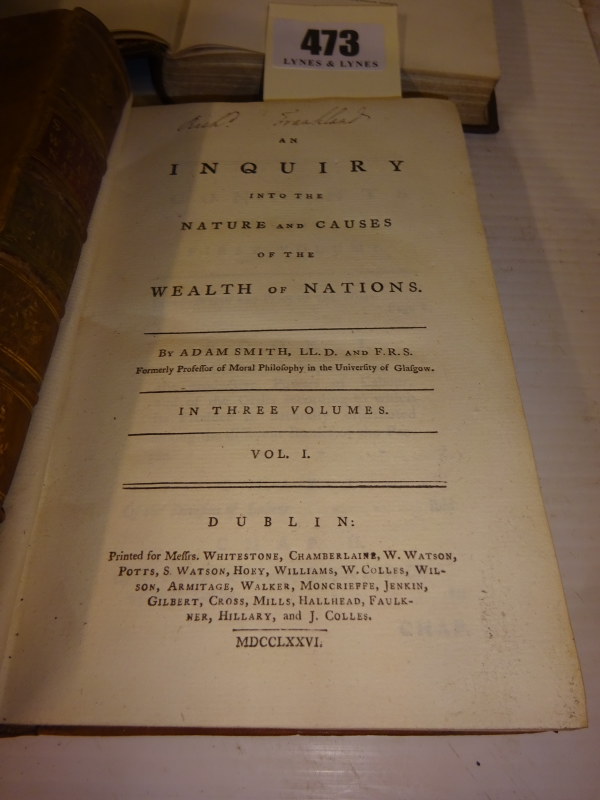 473
LYNES & LYNES
Richd. Frankland
AN
INQUIRY
INTO THE
NATURE AND CAUSES
OF THE
WEALTH OF NATIONS.
By ADAM SMITH, LL.D. AND F.R.S.
Formerly Profeſſor of Moral Philoſophy in the Univerſity of Glaſgow.
IN THREE VOLUMES.
VOL. I.
DUBLIN:
Printed for Meſſrs. WHITESTONE, CHAMBERLAINE, W. WATSON,
POTTS, S. WATSON, HOEY, WILLIAMS, W. COLLES, WIL-
SON, ARMITAGE, WALKER, MONCRIEFFE, JENKIN,
GILBERT, CROSS, MILLS, HALLHEAD, FAULK-
NER, HILLARY, and J. COLLES.
MDCCLXXVI.